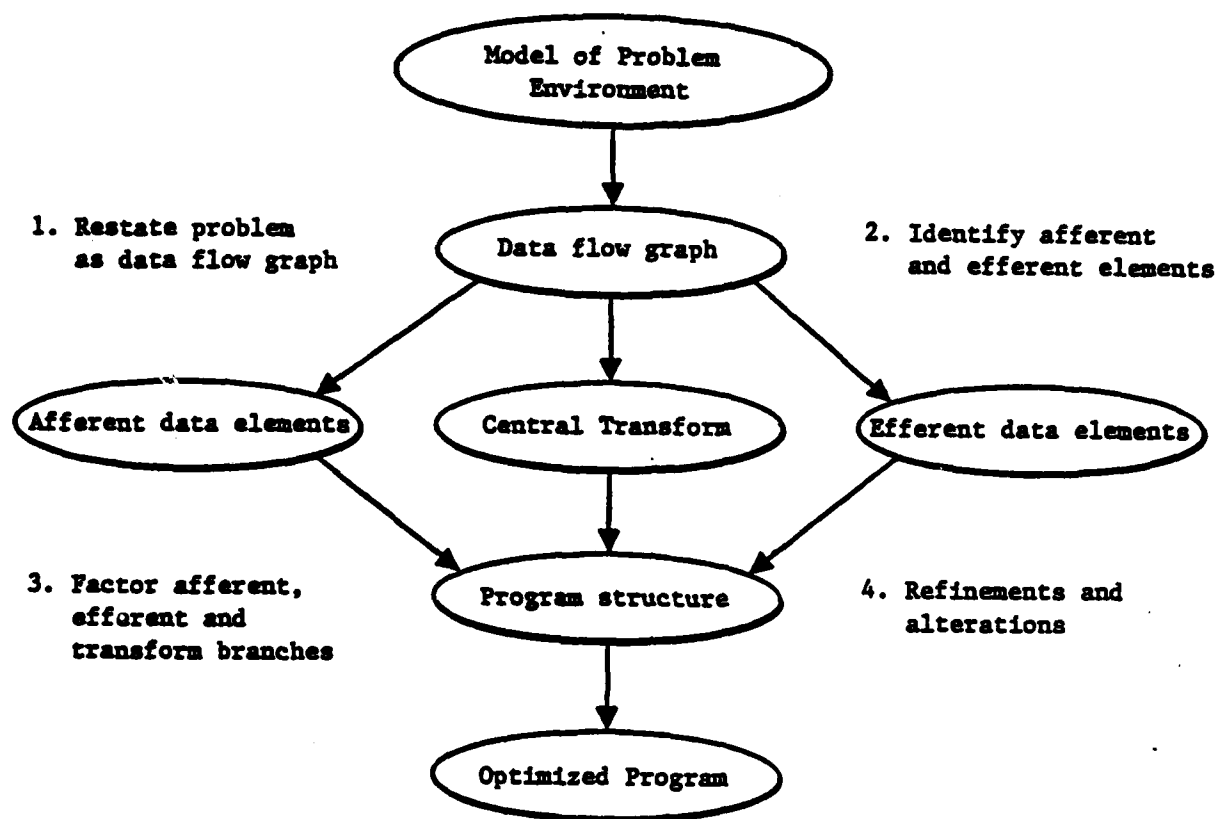 Model of Problem
Environment
1. Restate problem
as data flow graph
Data flow graph
2. Identify afferent
and efferent elements
Afferent data elements
Central Transform
Efferent data elements
3. Factor afferent,
efferent and
transform branches
Program structure
4. Refinements and
alterations
Optimized Program